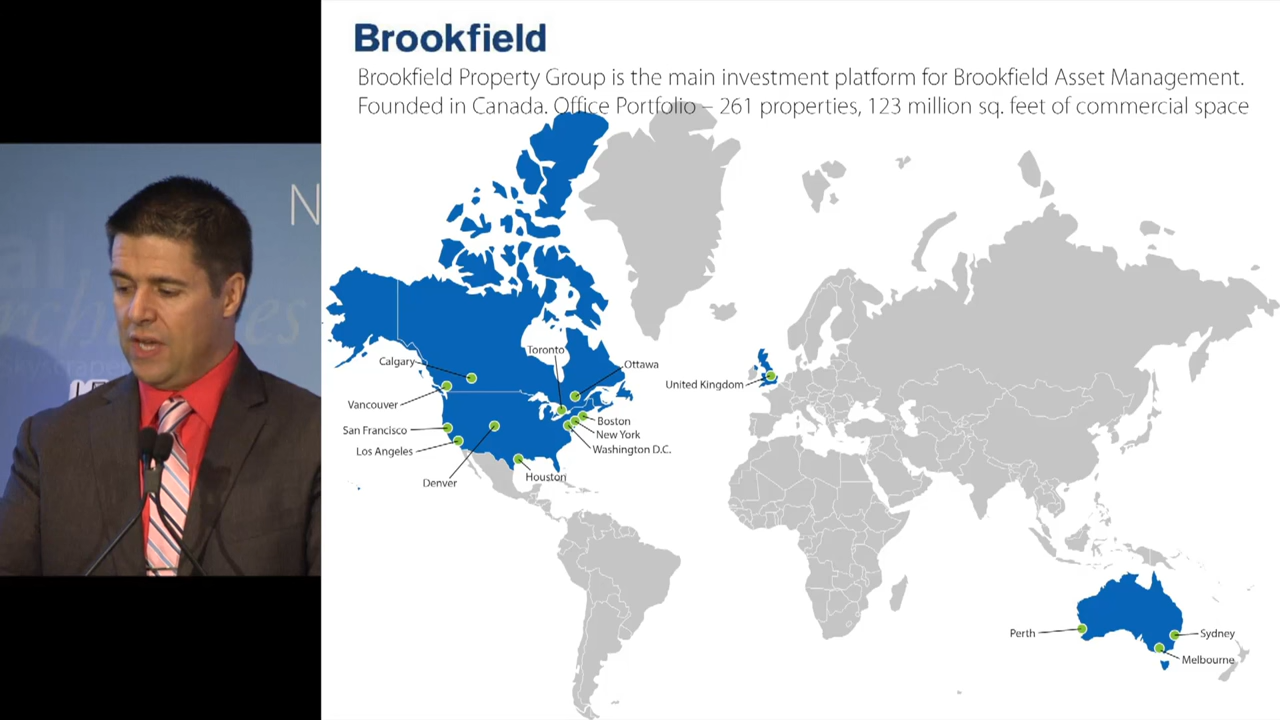 Brookfield
Brookfield Property Group is the main investment platform for Brookfield Asset Management.
Founded in Canada. Office Portfolio – 261 properties, 123 million sq. feet of commercial space
N
Toronto
Calgary
Ottawa
United Kingdom
Vancouver
Boston
San Francisco
New York
Los Angeles
Washington D.C.
Denver
Houston
Perth
Sydney
Melbourne